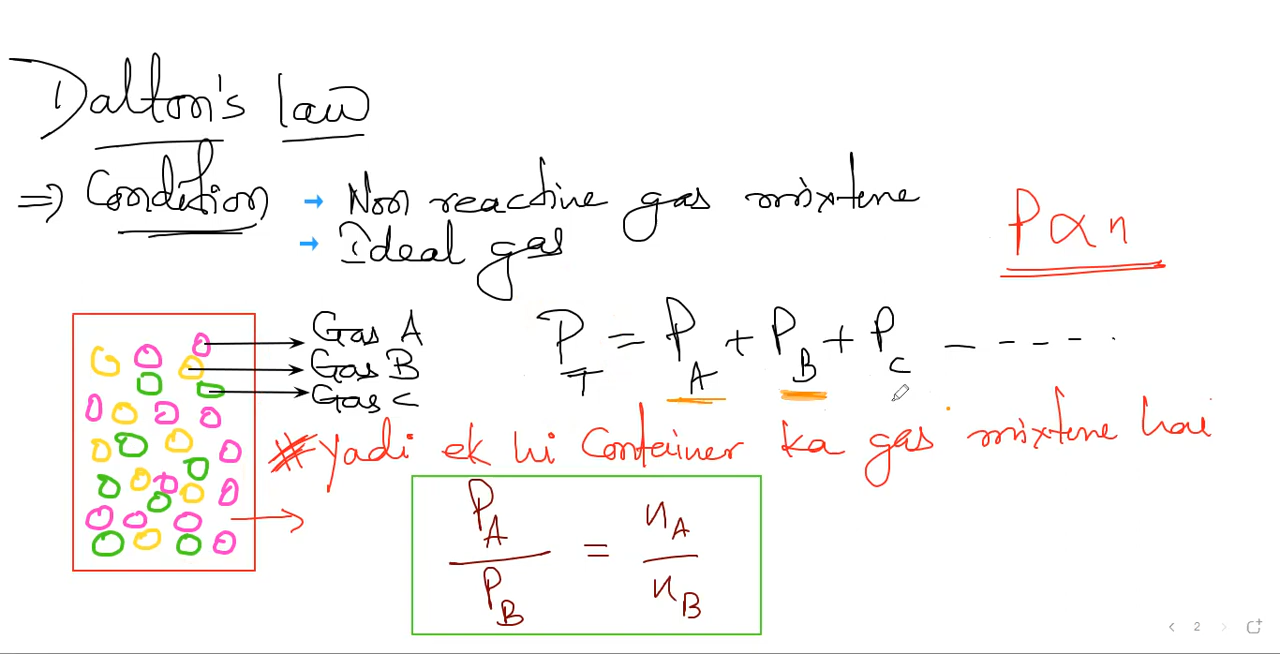 Dalton's law
⇒ Condition → Non reactive gas mixture
→ Ideal gas
P ∝ n
Gas A
Gas B
Gas C
P_T = P_A + P_B + P_C - - - - - .
* Yadi ek hi Container ka gas mixture hai
P_A / P_B = n_A / n_B
2